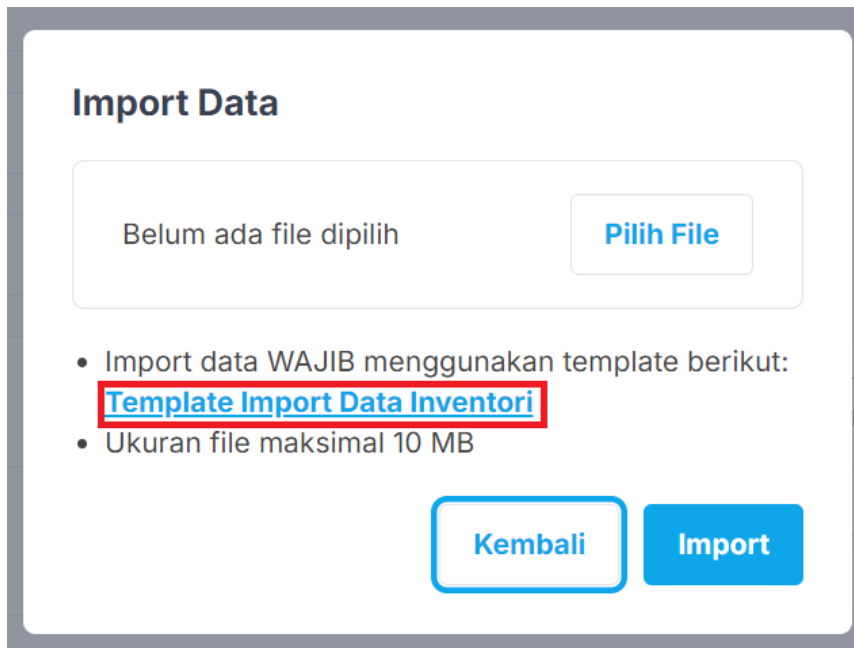 Import Data
Belum ada file dipilih
Pilih File
• Import data WAJIB menggunakan template berikut:
Template Import Data Inventori
• Ukuran file maksimal 10 MB
Kembali
Import